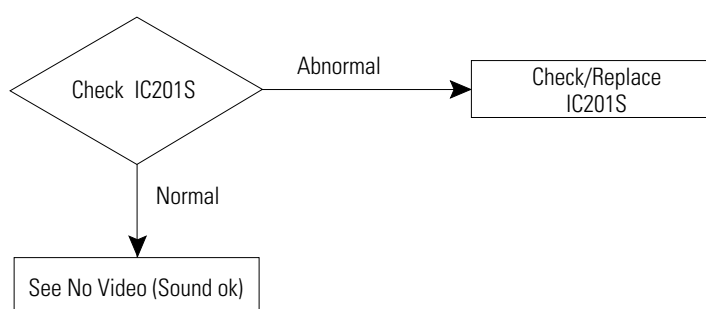 Check IC201S
Abnormal
Check/Replace
IC201S
Normal
See No Video (Sound ok)